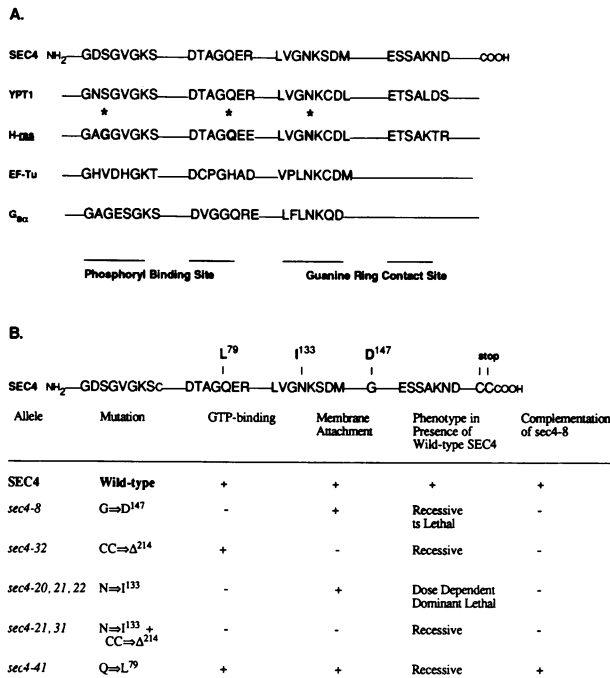 A.
SEC4 NH2—GDSGVGKS—DTAGQER—LVGNKSDM—ESSAKND—COOH
YPT1 —GNSGVGKS—DTAGQER—LVGNKCDL—ETSALDS—
* * *
H-ras —GAGGVGKS—DTAGQEE—LVGNKCDL—ETSAKTR—
EF-Tu —GHVDHGKT—DCPGHAD—VPLNKCDM—
Gsα —GAGESGKS—DVGGQRE—LFLNKQD—
Phosphoryl Binding Site Guanine Ring Contact Site
B.
L79 I133 D147 stop
SEC4 NH2—GDSGVGKSC—DTAGQER—LVGNKSDM—G—ESSAKND—CCCOOH
Allele Mutation GTP-binding Membrane Attachment Phenotype in Presence of Wild-type SEC4 Complementation of sec4-8
SEC4 Wild-type + + + +
sec4-8 G⇒D147 - + Recessive ts Lethal -
sec4-32 CC⇒Δ214 + - Recessive -
sec4-20, 21, 22 N⇒I133 - + Dose Dependent Dominant Lethal -
sec4-21, 31 N⇒I133 + CC⇒Δ214 - - Recessive -
sec4-41 Q⇒L79 + + Recessive +